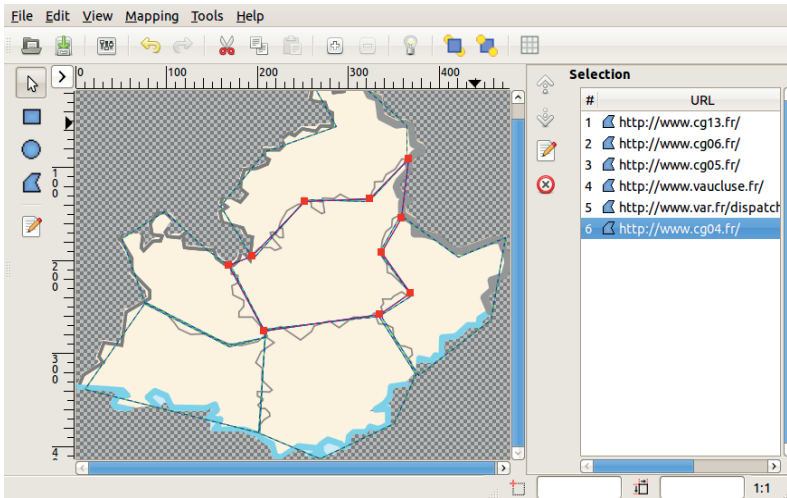 File Edit View Mapping Tools Help
0 100 200 300 400
Selection
# URL
1 http://www.cg13.fr/
2 http://www.cg06.fr/
3 http://www.cg05.fr/
4 http://www.vaucluse.fr/
5 http://www.var.fr/dispatch
6 http://www.cg04.fr/
100
200
300
4
1:1